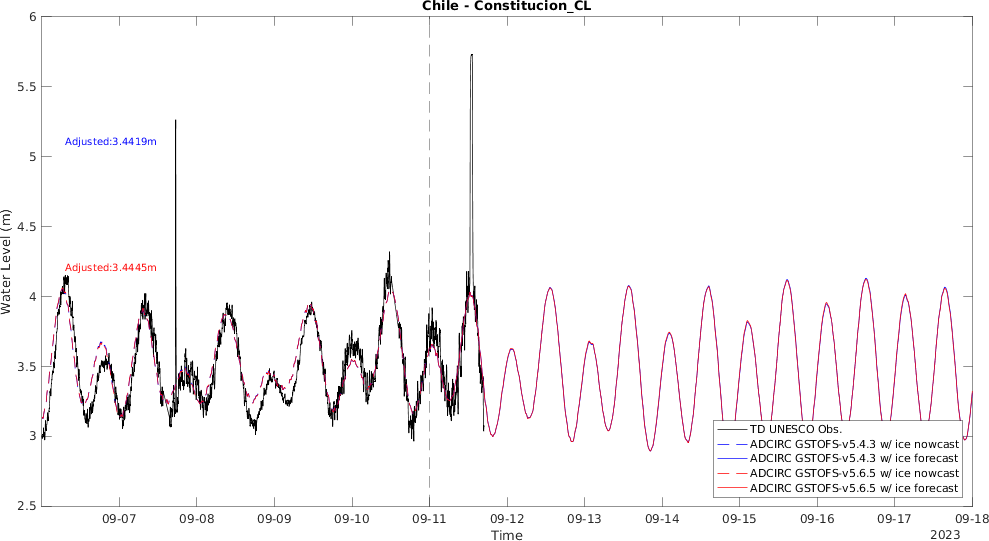 Chile - Constitucion_CL
6
5.5
5
4.5
4
3.5
3
2.5
Water Level (m)
Adjusted:3.4419m
Adjusted:3.4445m
TD UNESCO Obs.
ADCIRC GSTOFS-v5.4.3 w/ ice nowcast
ADCIRC GSTOFS-v5.4.3 w/ ice forecast
ADCIRC GSTOFS-v5.6.5 w/ ice nowcast
ADCIRC GSTOFS-v5.6.5 w/ ice forecast
09-07 09-08 09-09 09-10 09-11 09-12 09-13 09-14 09-15 09-16 09-17 09-18
Time
2023